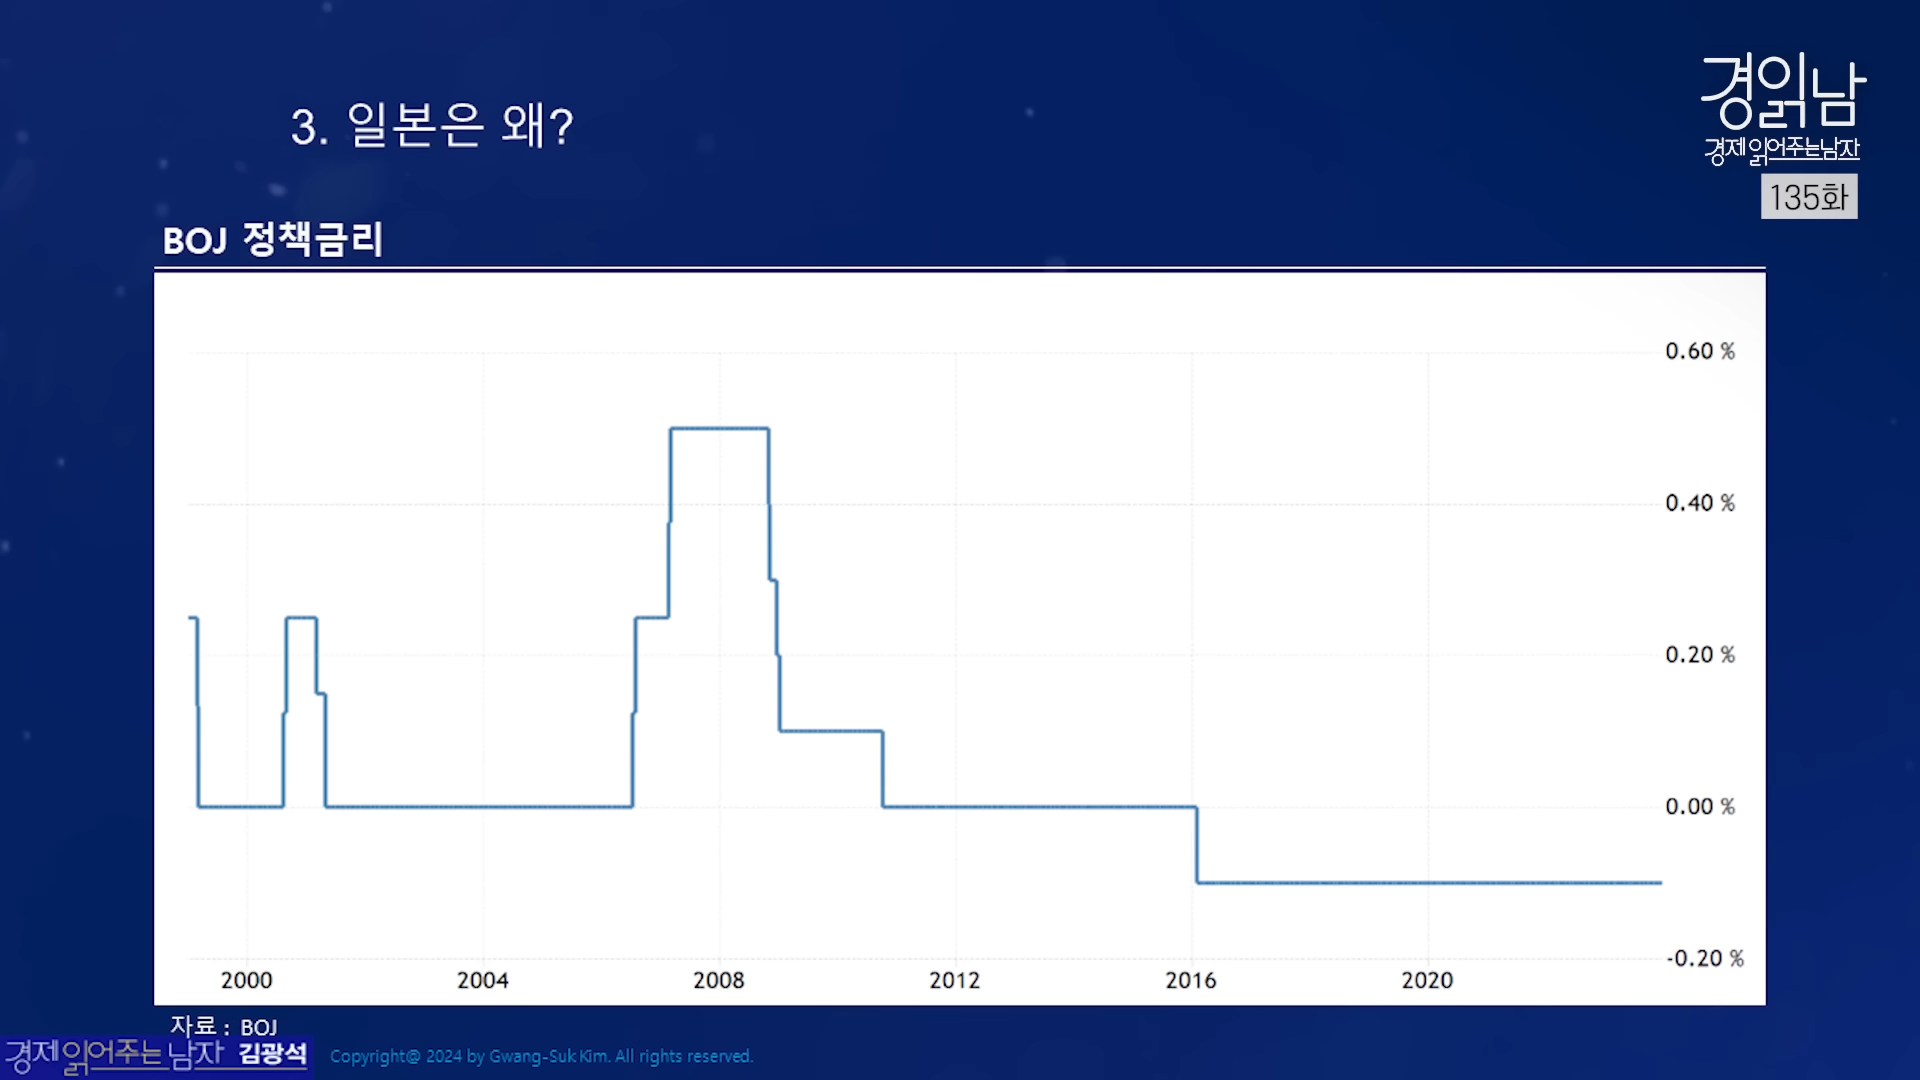 3. 일본은 왜?
경읽남
경제 읽어주는남자
135화
BOJ 정책금리
0.60 %
0.40 %
0.20 %
0.00 %
-0.20 %
2000 2004 2008 2012 2016 2020
자료 : BOJ
경제읽어주는남자 김광석
Copyright@ 2024 by Gwang-Suk Kim. All rights reserved.